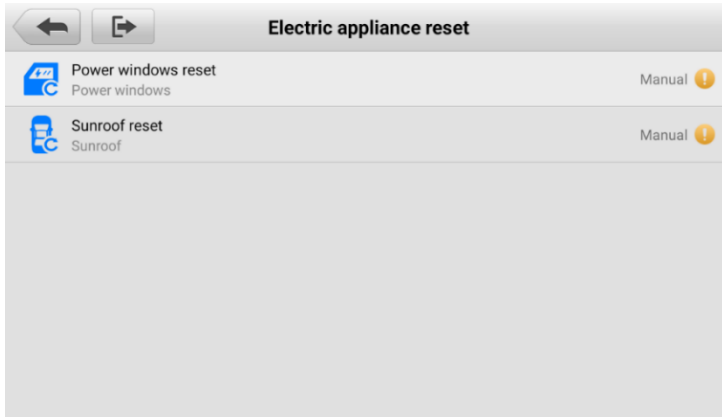 Electric appliance reset
Power windows reset
Power windows
Manual
Sunroof reset
Sunroof
Manual